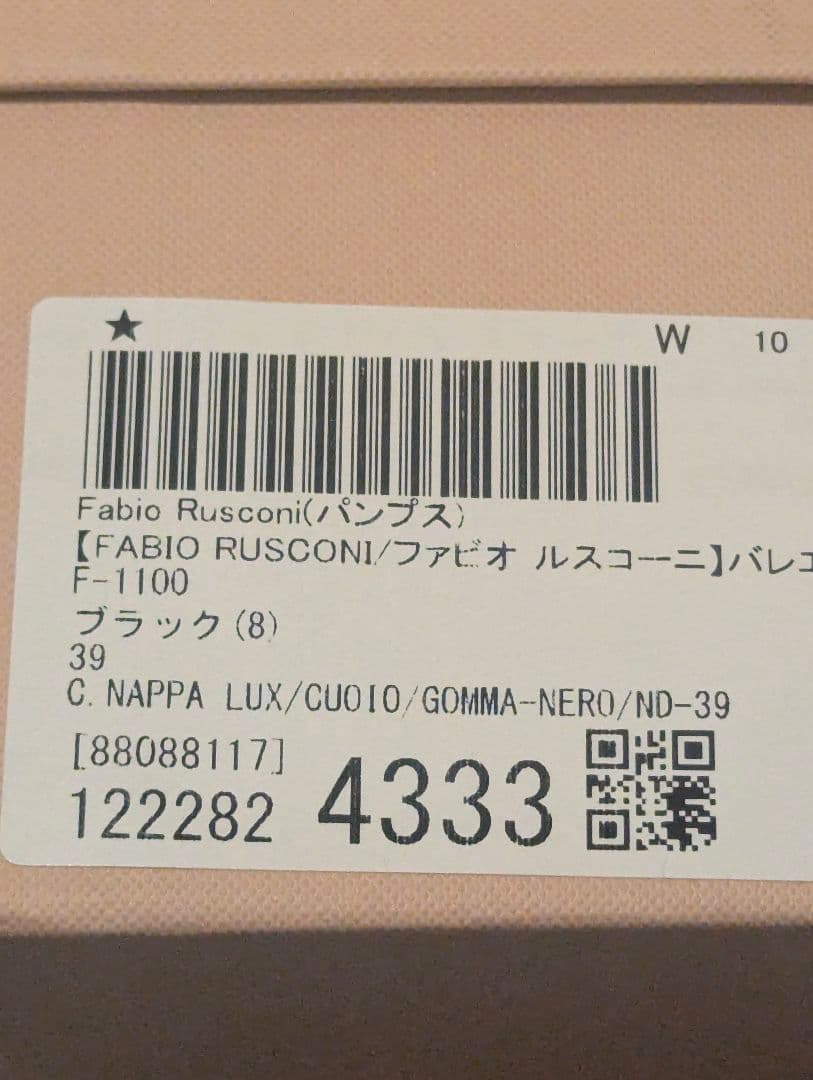 ★ W 10
Fabio Rusconi(パンプス)
【FABIO RUSCONI/ファビオ ルスコーニ】バレエ
F-1100
ブラック(8)
39
C. NAPPA LUX/CUOIO/GOMMA-NERO/ND-39
[88088117]
122282 4333